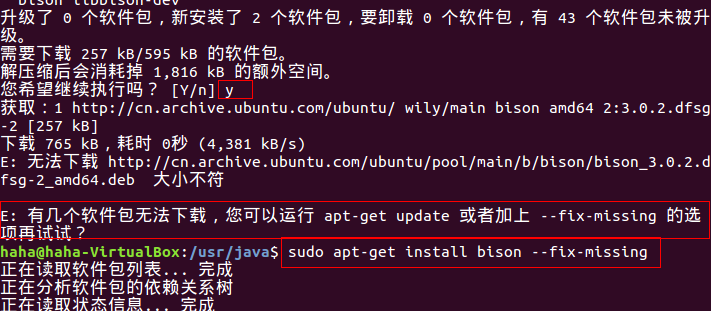 bison libbison-dev
升级了 0 个软件包，新安装了 2 个软件包，要卸载 0 个软件包，有 43 个软件包未被升
级。
需要下载 257 kB/595 kB 的软件包。
解压缩后会消耗掉 1,816 kB 的额外空间。
您希望继续执行吗？ [Y/n] y
获取：1 http://cn.archive.ubuntu.com/ubuntu/ wily/main bison amd64 2:3.0.2.dfsg
-2 [257 kB]
下载 765 kB，耗时 0秒 (4,381 kB/s)
E: 无法下载 http://cn.archive.ubuntu.com/ubuntu/pool/main/b/bison/bison_3.0.2.d
fsg-2_amd64.deb  大小不符
E: 有几个软件包无法下载，您可以运行 apt-get update 或者加上 --fix-missing 的选
项再试试？
haha@haha-VirtualBox:/usr/java$ sudo apt-get install bison --fix-missing
正在读取软件包列表... 完成
正在分析软件包的依赖关系树
正在读取状态信息... 完成